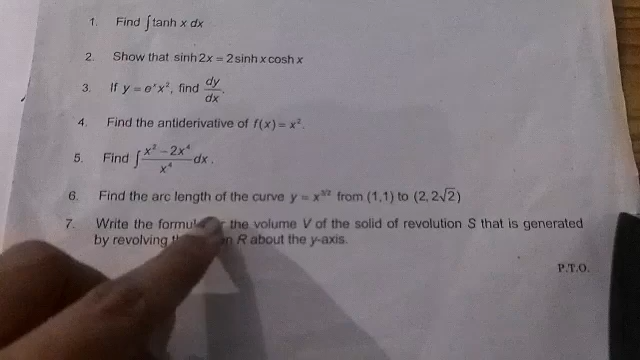 1. Find ∫tanh x dx
2. Show that sinh 2x = 2 sinh x cosh x
3. If y = eˣx², find dy/dx.
4. Find the antiderivative of f(x) = x².
5. Find ∫ (x² – 2x⁴)/x⁴ dx.
6. Find the arc length of the curve y = x^{3/2} from (1,1) to (2, 2√2)
7. Write the the volume V of the solid of revolution S that is generated
by revolving R about the y-axis.
P.T.O.